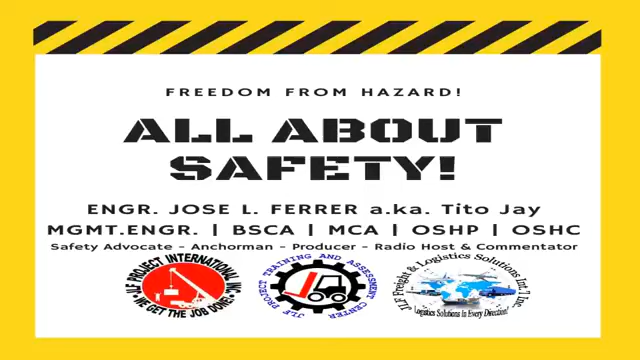 FREEDOM FROM HAZARD!
ALL ABOUT
SAFETY!
ENGR. JOSE L. FERRER a.k.a. Tito Jay
MGMT.ENGR. | BSCA | MCA | OSHP | OSHC
Safety Advocate - Anchorman - Producer - Radio Host & Commentator
JLF PROJECT INTERNATIONAL INC.
WE GET THE JOB DONE!
JLF PROJECT TRAINING AND ASSESSMENT CENTER
JLF Freight & Logistics Solutions Int'l Inc.
Logistics Solutions In Every Direction!